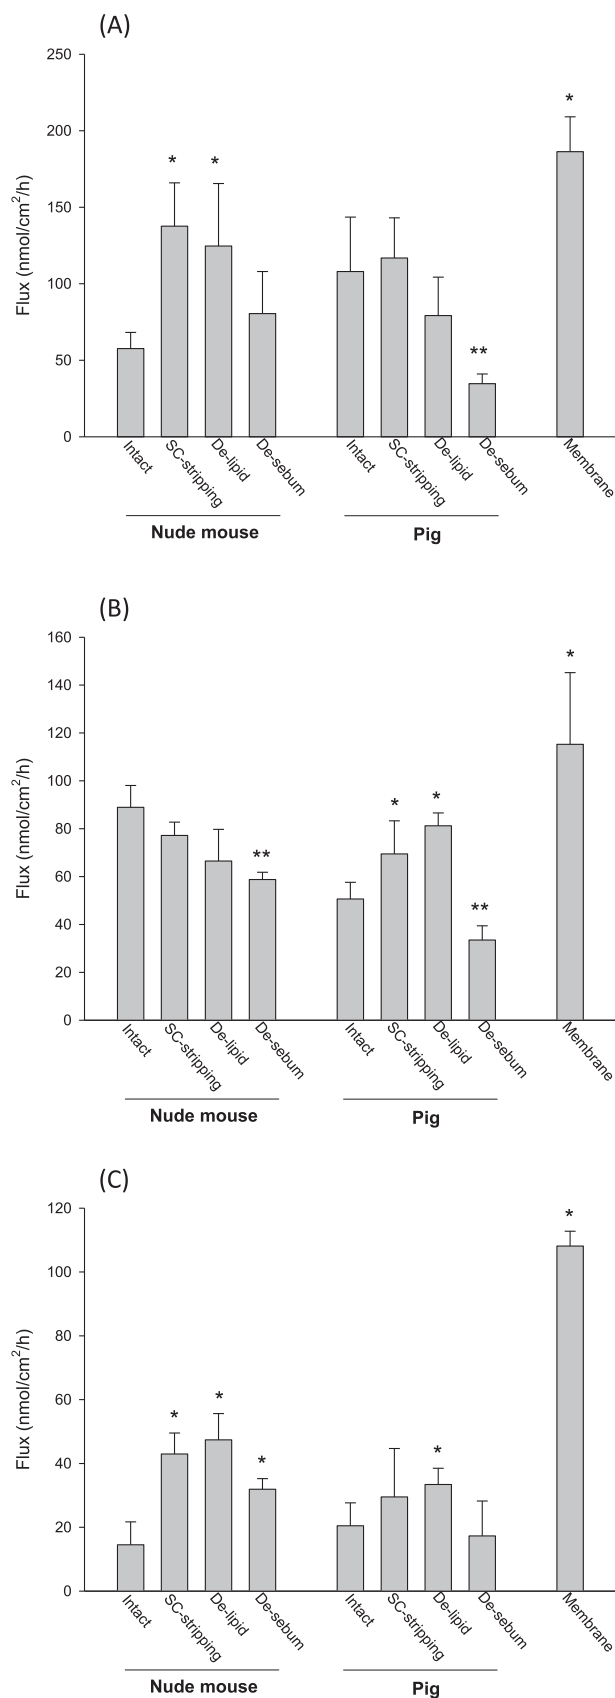 (A)
250
200
150
100
50
0
Flux (nmol/cm²/h)
* * ** *
Intact SC-stripping De-lipid De-sebum Intact SC-stripping De-lipid De-sebum Membrane
Nude mouse Pig
(B)
160
140
120
100
80
60
40
20
0
Flux (nmol/cm²/h)
** * * ** *
Intact SC-stripping De-lipid De-sebum Intact SC-stripping De-lipid De-sebum Membrane
Nude mouse Pig
(C)
120
100
80
60
40
20
0
Flux (nmol/cm²/h)
* * * * *
Intact SC-stripping De-lipid De-sebum Intact SC-stripping De-lipid De-sebum Membrane
Nude mouse Pig